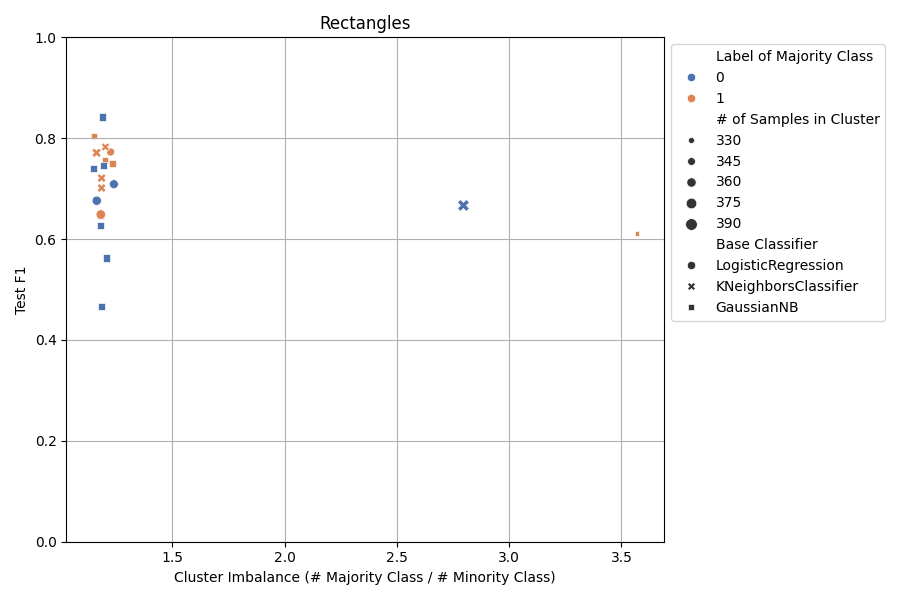 Rectangles
1.0
0.8
0.6
0.4
0.2
0.0
Test F1
1.5
2.0
2.5
3.0
3.5
Cluster Imbalance (# Majority Class / # Minority Class)
Label of Majority Class
0
1
# of Samples in Cluster
330
345
360
375
390
Base Classifier
LogisticRegression
KNeighborsClassifier
GaussianNB